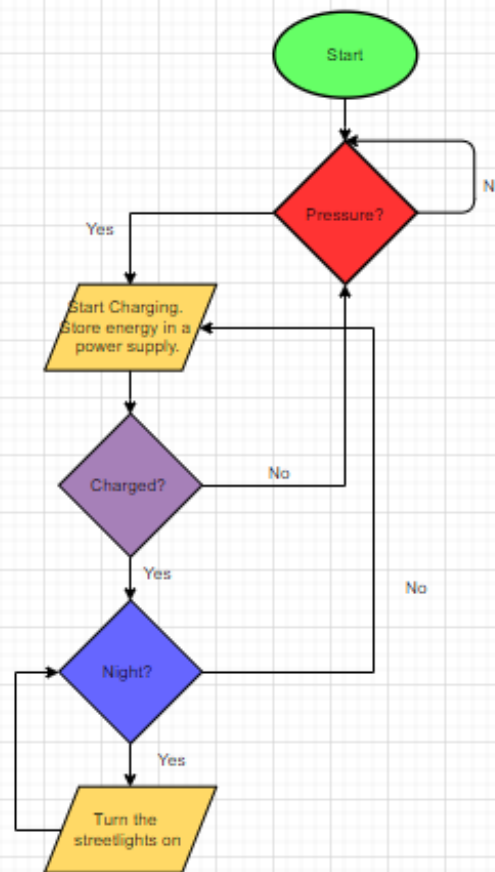 Start
Pressure?
N
Yes
Start Charging.
Store energy in a
power supply.
Charged?
No
Yes
No
Night?
Yes
Turn the
streetlights on